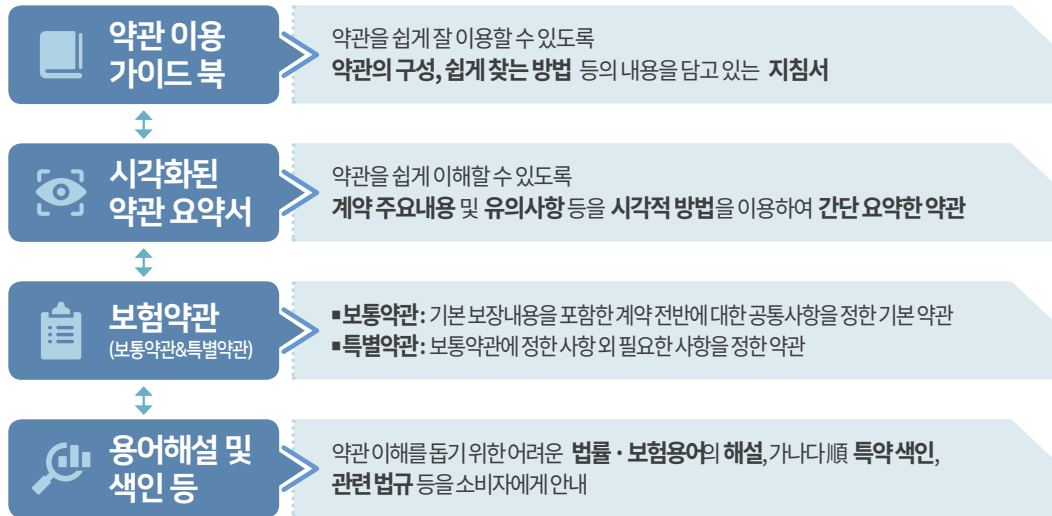 약관 이용
가이드 북
약관을 쉽게 잘 이용할 수 있도록
약관의 구성, 쉽게 찾는 방법 등의 내용을 담고 있는 지침서
시각화된
약관 요약서
약관을 쉽게 이해할 수 있도록
계약 주요내용 및 유의사항 등을 시각적 방법을 이용하여 간단 요약한 약관
보험약관
(보통약관&특별약관)
▪보통약관 : 기본 보장내용을 포함한 계약 전반에 대한 공통사항을 정한 기본 약관
▪특별약관 : 보통약관에 정한 사항 외 필요한 사항을 정한 약관
용어해설 및
색인 등
약관 이해를 돕기 위한 어려운 법률・보험용어의 해설, 가나다順 특약 색인,
관련 법규 등을 소비자에게 안내